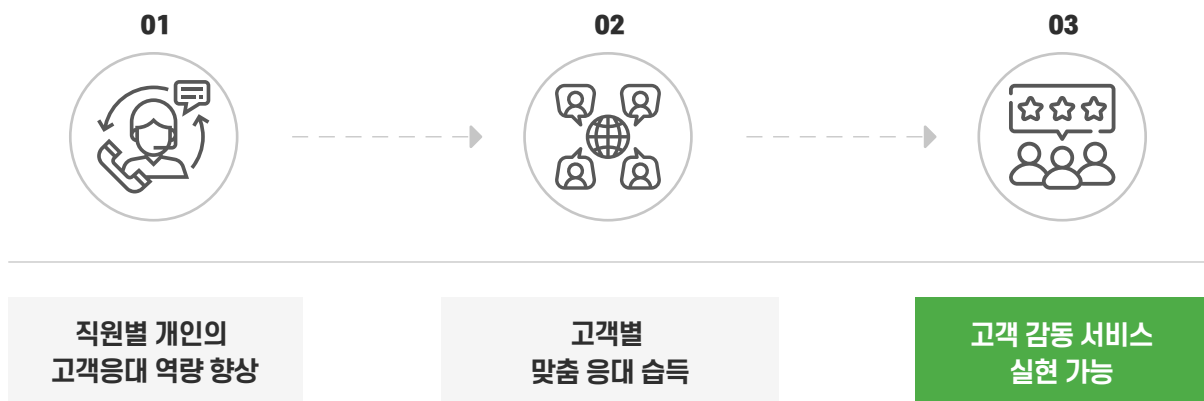 01
02
03
직원별 개인의
고객응대 역량 향상
고객별
맞춤 응대 습득
고객 감동 서비스
실현 가능